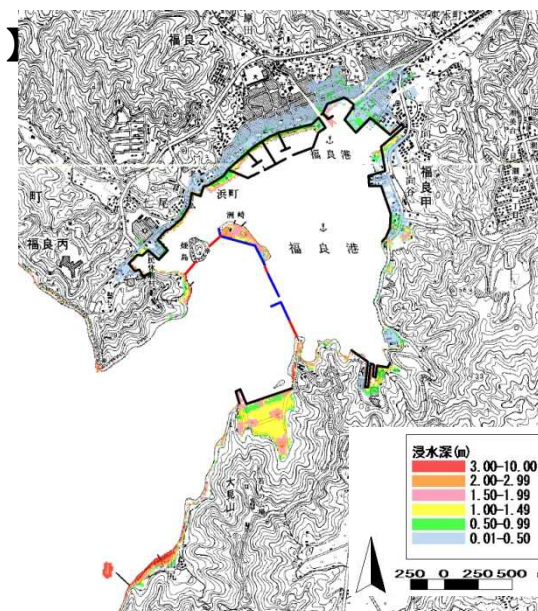 】
福良乙
福良港
福良甲
浜町
仁尾
町
洲崎
福良丙
煙島
福良港
大見山
浸水深(m)
3.00-10.00
2.00-2.99
1.50-1.99
1.00-1.49
0.50-0.99
0.01-0.50
250 0 250 500